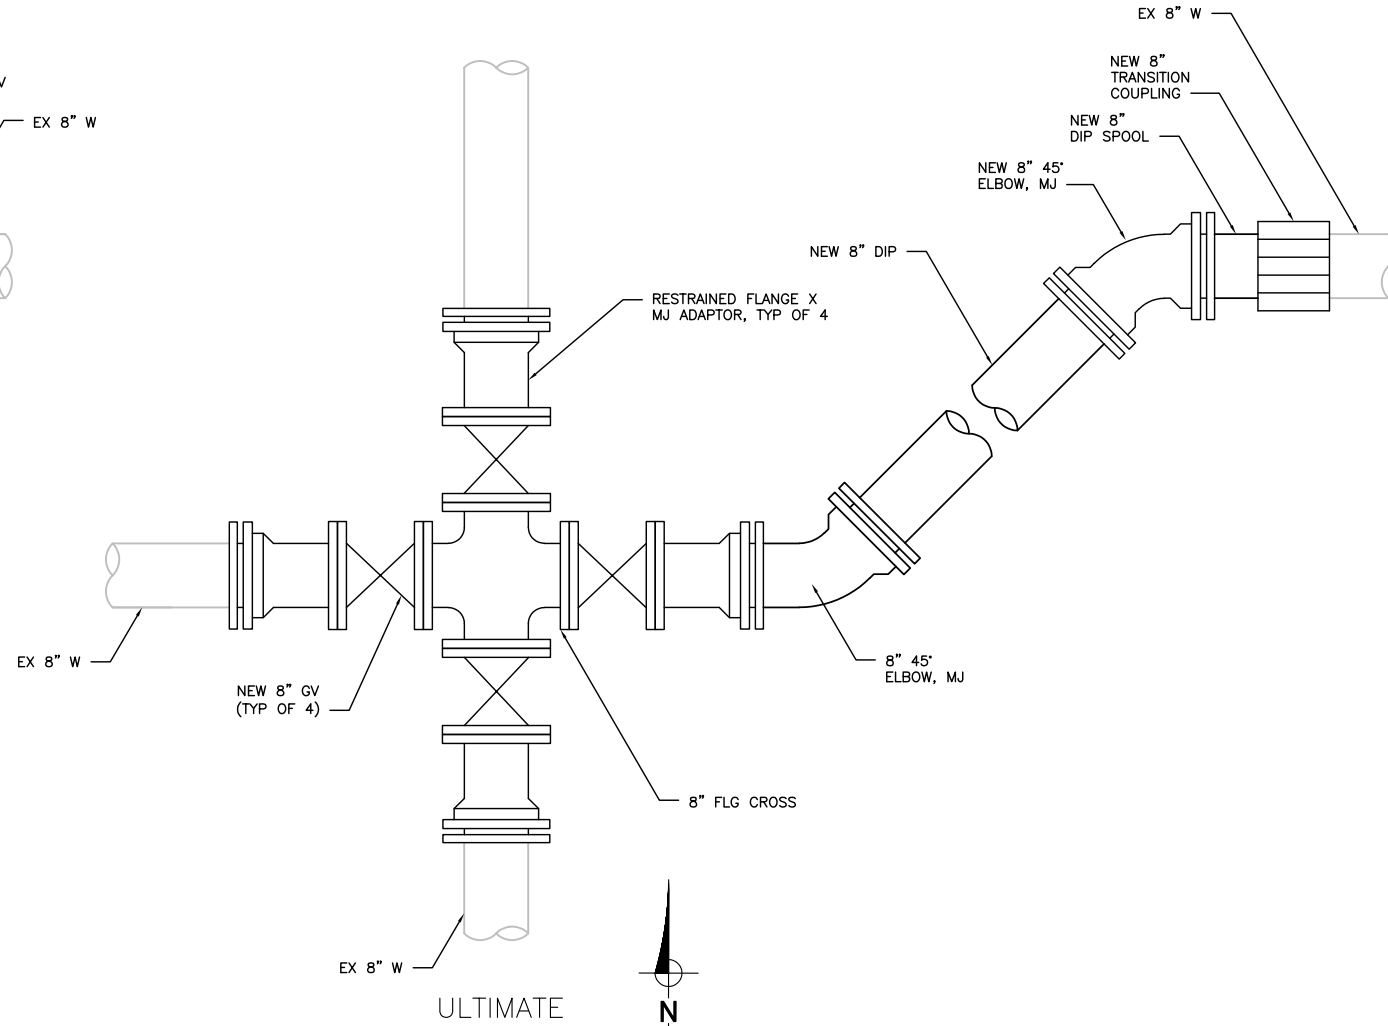 EX 8" W
NEW 8"
TRANSITION
COUPLING
V
EX 8" W
NEW 8"
DIP SPOOL
NEW 8" 45°
ELBOW, MJ
NEW 8" DIP
RESTRAINED FLANGE X
MJ ADAPTOR, TYP OF 4
EX 8" W
8" 45°
ELBOW, MJ
NEW 8" GV
(TYP OF 4)
8" FLG CROSS
EX 8" W
ULTIMATE
N